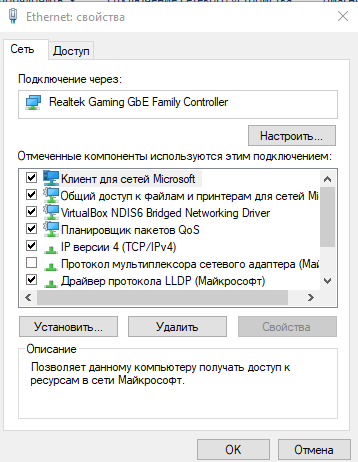 Ethernet: свойства
Сеть
Доступ
Подключение через:
Realtek Gaming GbE Family Controller
Настроить...
Отмеченные компоненты используются этим подключением:
Клиент для сетей Microsoft
Общий доступ к файлам и принтерам для сетей Mi
VirtualBox NDIS6 Bridged Networking Driver
Планировщик пакетов QoS
IP версии 4 (TCP/IPv4)
Протокол мультиплексора сетевого адаптера (Май
Драйвер протокола LLDP (Майкрософт)
Установить...
Удалить
Свойства
Описание
Позволяет данному компьютеру получать доступ к
ресурсам в сети Майкрософт.
OK
Отмена